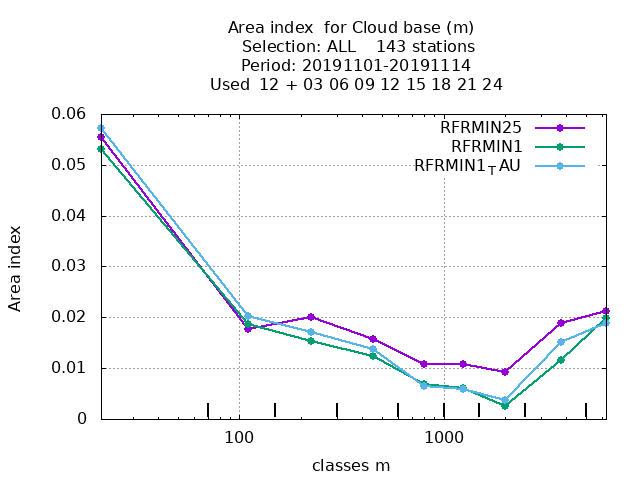 Area index  for Cloud base (m)
Selection: ALL    143 stations
Period: 20191101-20191114
Used  12 + 03 06 09 12 15 18 21 24
0.06
RFRMIN25
RFRMIN1
RFRMIN1TAU
0.05
0.04
0.03
0.02
0.01
0
Area index
100
1000
classes m